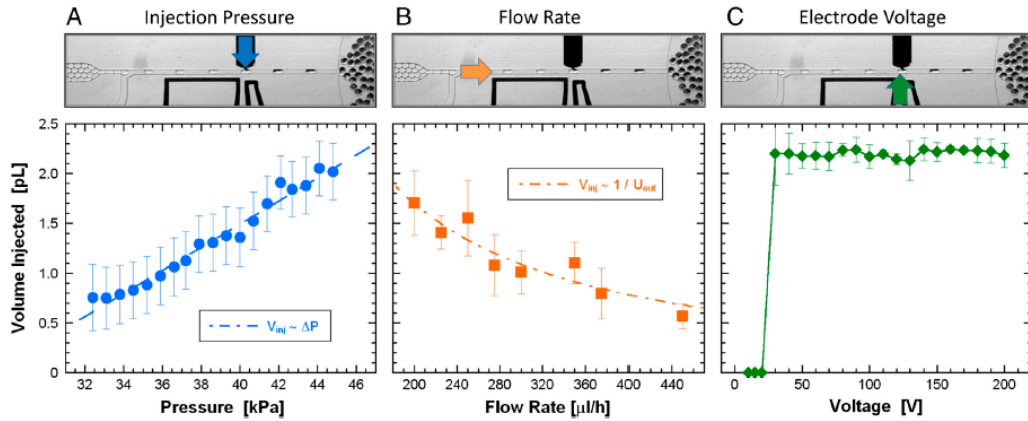 A Injection Pressure
B Flow Rate
C Electrode Voltage
Volume Injected [pL]
2.5
2.0
1.5
1.0
0.5
0.0
V_inj ~ ΔP
32 34 36 38 40 42 44 46
Pressure [kPa]
V_inj ~ 1 / U_out
200 240 280 320 360 400 440
Flow Rate [μl/h]
0 50 100 150 200
Voltage [V]